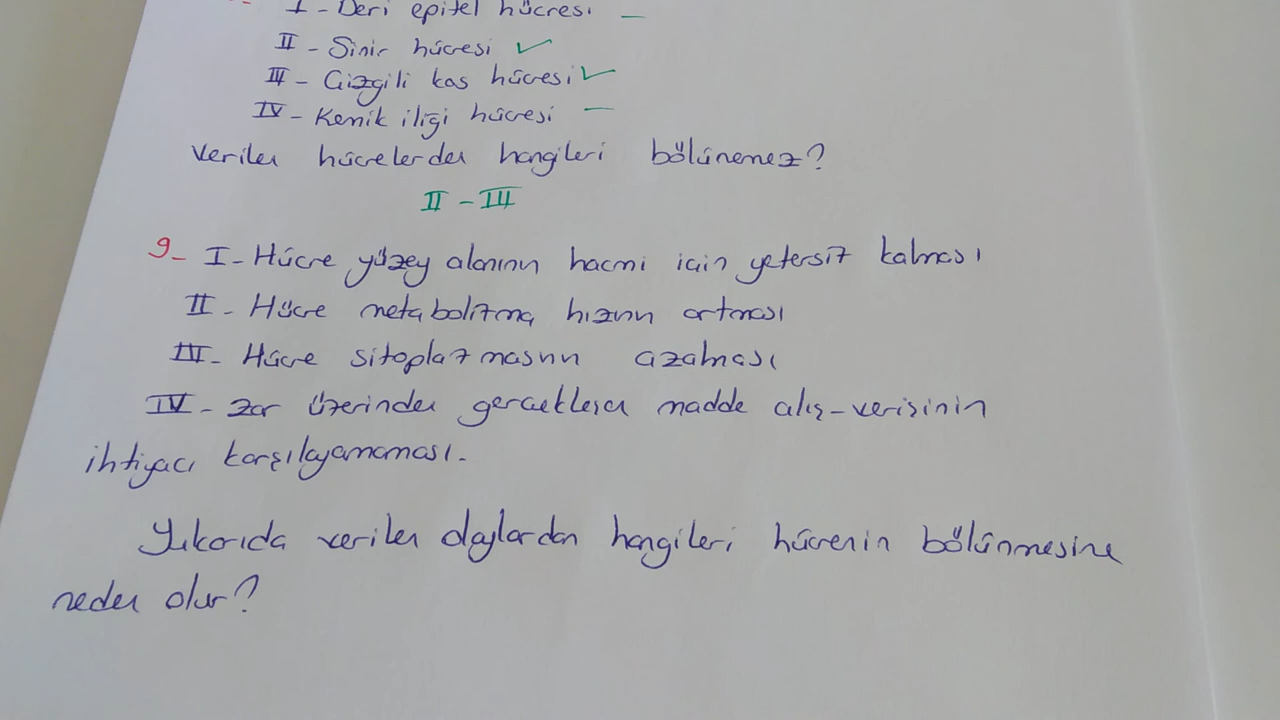 I - Deri epitel hücresi -
II - Sinir hücresi ✓
III - Çizgili kas hücresi ✓
IV - Kemik iliği hücresi -
Verilen hücrelerden hangileri bölünemez?
II - III
9- I- Hücre yüzey alanının hacmi için yetersiz kalması
II - Hücre metabolizma hızının artması
III - Hücre sitoplazmasının azalması
IV - Zar üzerinden gerçekleşen madde alış-verişinin
ihtiyacı karşılayamaması.
Yukarıda verilen olaylardan hangileri hücrenin bölünmesine
neden olur?